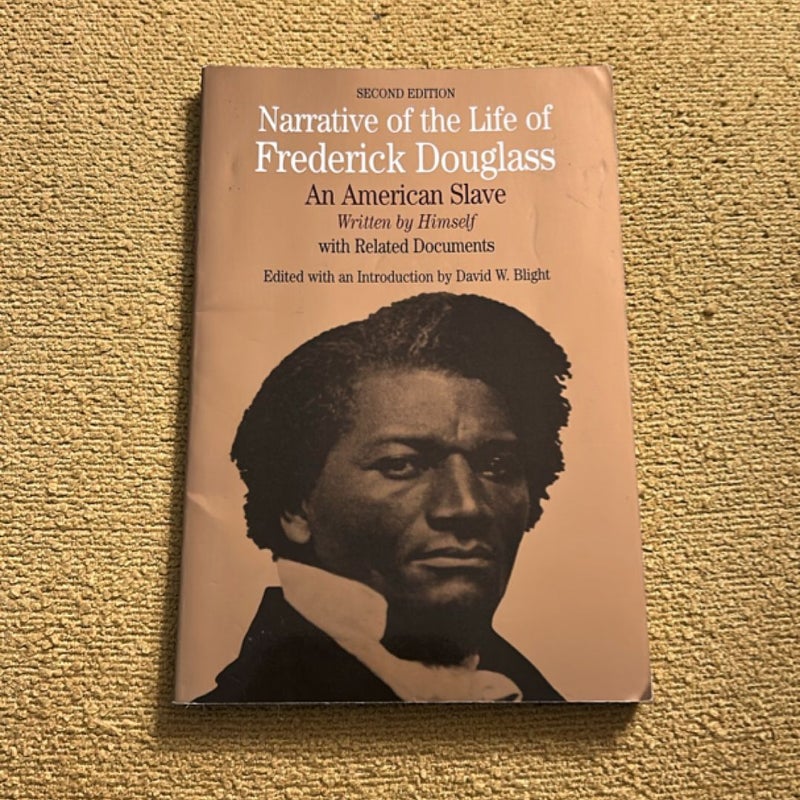 SECOND EDITION
Narrative of the Life of
Frederick Douglass
An American Slave
Written by Himself
with Related Documents
Edited with an Introduction by David W. Blight